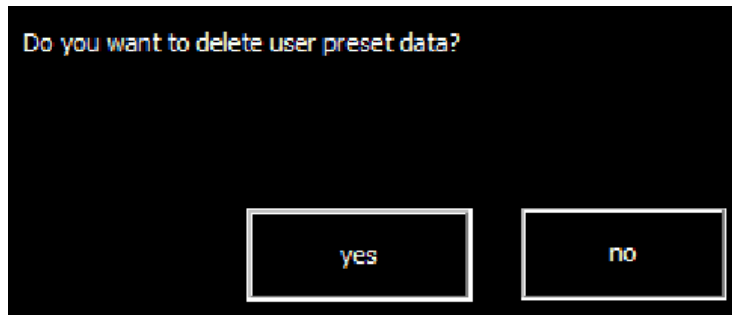 Do you want to delete user preset data?
yes
no